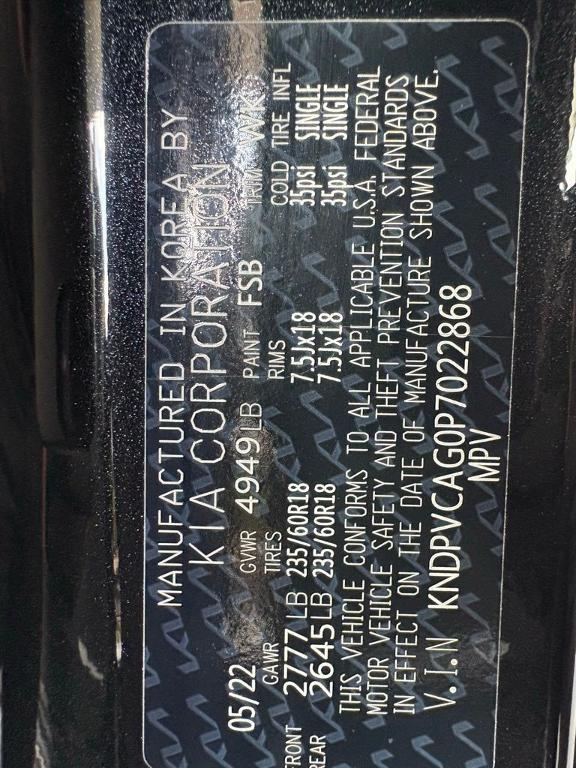 MANUFACTURED IN KOREA BY
KIA CORPORATION
05/22 GVWR 4949LB PAINT FSB TRIM WK
GAWR TIRES RIMS COLD TIRE INFL
FRONT 2777LB 235/60R18 7.5Jx18 35psi SINGLE
REAR 2645LB 235/60R18 7.5Jx18 35psi SINGLE
THIS VEHICLE CONFORMS TO ALL APPLICABLE U.S.A. FEDERAL
MOTOR VEHICLE SAFETY AND THEFT PREVENTION STANDARDS
IN EFFECT ON THE DATE OF MANUFACTURE SHOWN ABOVE.
V.I.N KNDPVCAG0P7022868
MPV